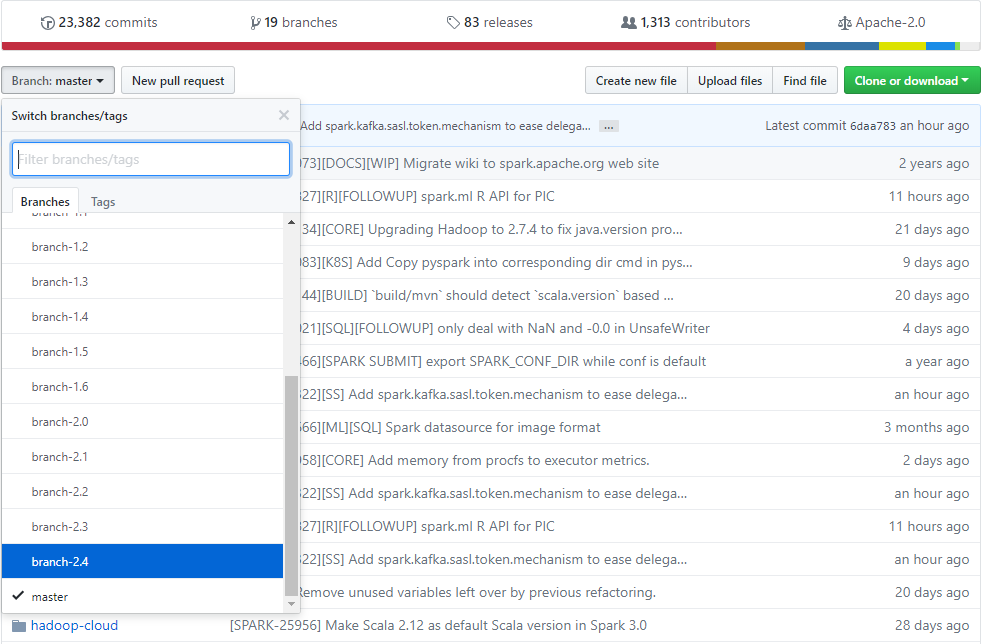 23,382 commits 19 branches 83 releases 1,313 contributors Apache-2.0
Branch: master New pull request Create new file Upload files Find file Clone or download
Switch branches/tags ×
Add spark.kafka.sasl.token.mechanism to ease delega... ... Latest commit 6daa783 an hour ago
Filter branches/tags
73][DOCS][WIP] Migrate wiki to spark.apache.org web site 2 years ago
Branches Tags
327][R][FOLLOWUP] spark.ml R API for PIC 11 hours ago
branch-1.1
34][CORE] Upgrading Hadoop to 2.7.4 to fix java.version pro... 21 days ago
branch-1.2
083][K8S] Add Copy pyspark into corresponding dir cmd in pys... 9 days ago
branch-1.3
44][BUILD] `build/mvn` should detect `scala.version` based ... 20 days ago
branch-1.4
021][SQL][FOLLOWUP] only deal with NaN and -0.0 in UnsafeWriter 4 days ago
branch-1.5
466][SPARK SUBMIT] export SPARK_CONF_DIR while conf is default a year ago
branch-1.6
322][SS] Add spark.kafka.sasl.token.mechanism to ease delega... an hour ago
branch-2.0
666][ML][SQL] Spark datasource for image format 3 months ago
branch-2.1
958][CORE] Add memory from procfs to executor metrics. 2 days ago
branch-2.2
322][SS] Add spark.kafka.sasl.token.mechanism to ease delega... an hour ago
branch-2.3
327][R][FOLLOWUP] spark.ml R API for PIC 11 hours ago
branch-2.4
322][SS] Add spark.kafka.sasl.token.mechanism to ease delega... an hour ago
master
Remove unused variables left over by previous refactoring. 20 days ago
hadoop-cloud [SPARK-25956] Make Scala 2.12 as default Scala version in Spark 3.0 28 days ago